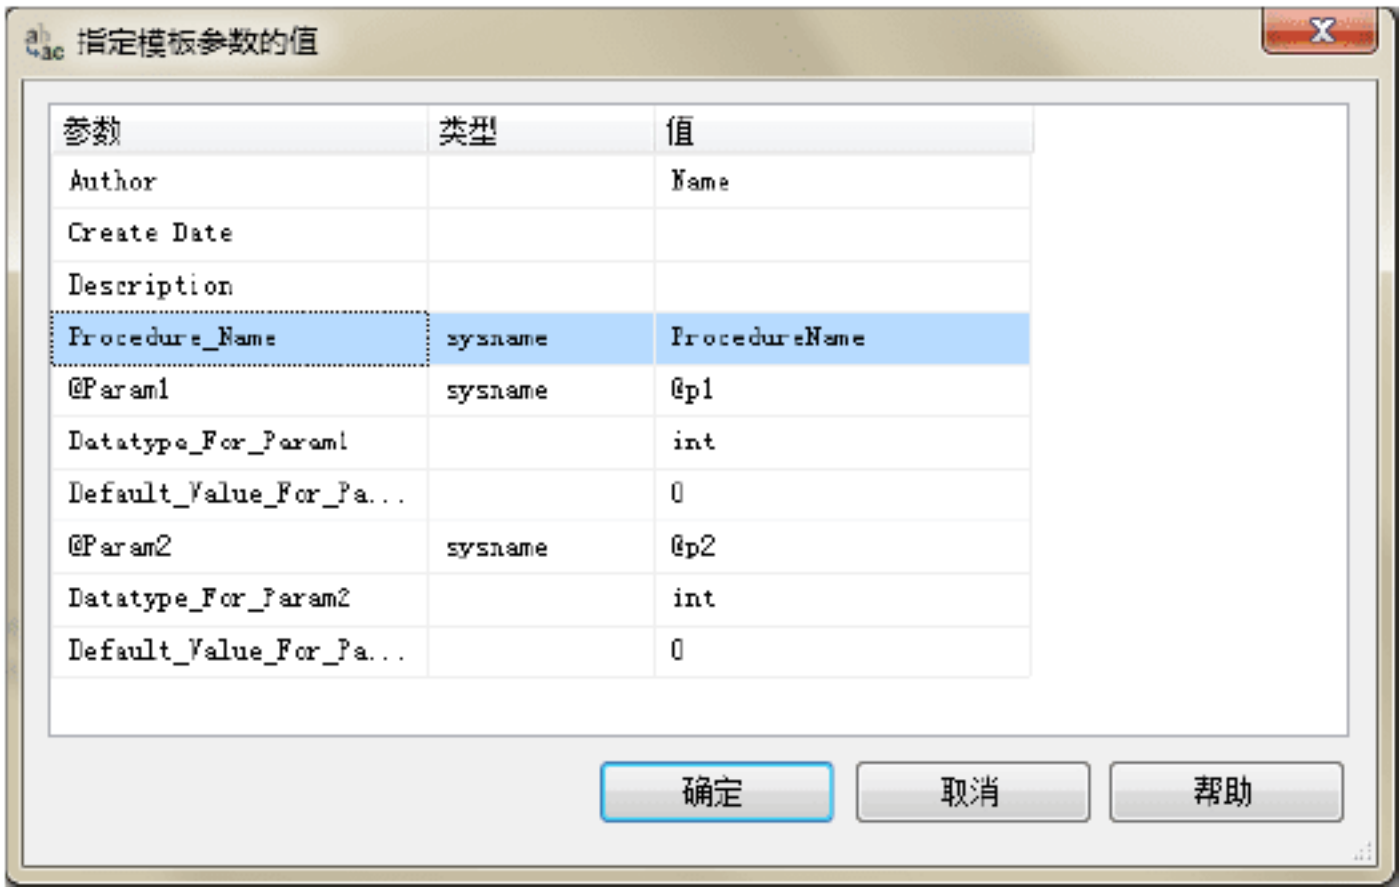 指定模板参数的值
参数 类型 值
Author Name
Create Date
Description
Procedure_Name sysname ProcedureName
@Param1 sysname @p1
Datatype_For_Param1 int
Default_Value_For_Pa... 0
@Param2 sysname @p2
Datatype_For_Param2 int
Default_Value_For_Pa... 0
确定 取消 帮助